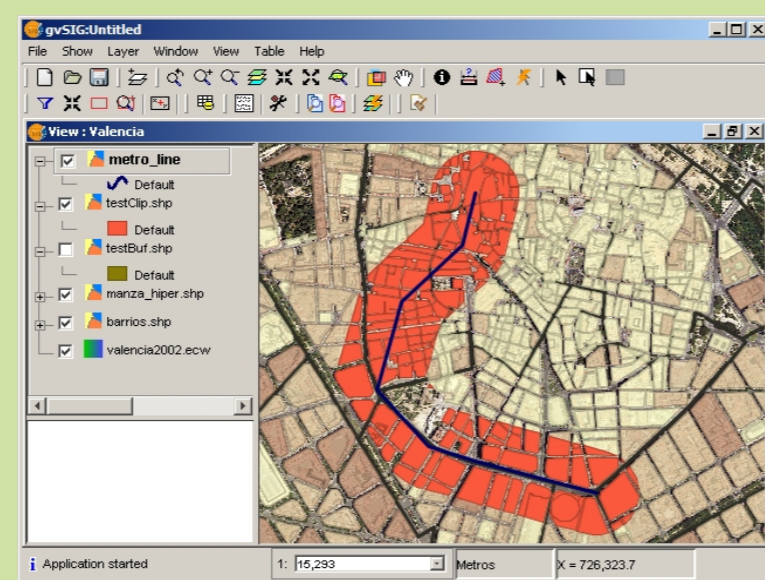 gvSIG:Untitled
File Show Layer Window View Table Help
View : Valencia
metro_line
Default
testClip.shp
Default
testBuf.shp
Default
manza_hiper.shp
barrios.shp
valencia2002.ecw
Application started
1: 15,293
Metros
X = 726,323.7